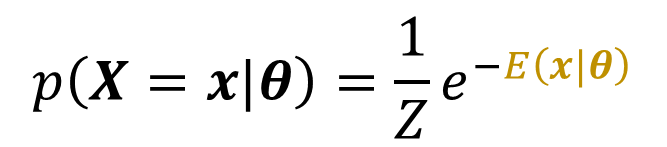 p(X = x|θ) = 1/Z e^{−E(x|θ)}